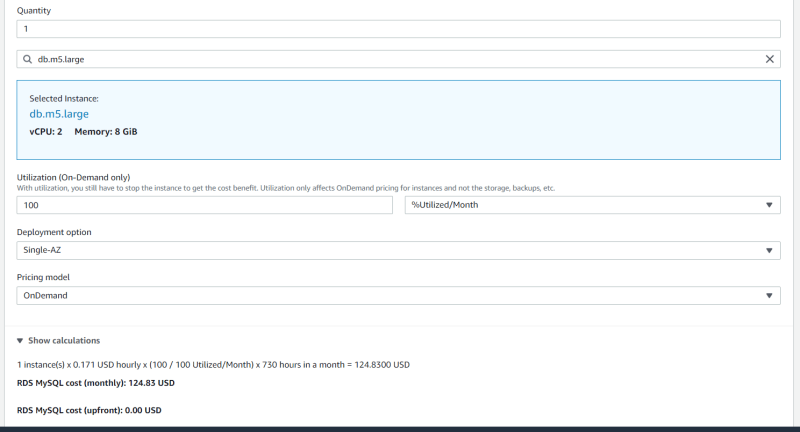 Quantity
1
db.m5.large
Selected Instance:
db.m5.large
vCPU: 2 Memory: 8 GiB
Utilization (On-Demand only)
With utilization, you still have to stop the instance to get the cost benefit. Utilization only affects OnDemand pricing for instances and not the storage, backups, etc.
100 %Utilized/Month
Deployment option
Single-AZ
Pricing model
OnDemand
Show calculations
1 instance(s) x 0.171 USD hourly x (100 / 100 Utilized/Month) x 730 hours in a month = 124.8300 USD
RDS MySQL cost (monthly): 124.83 USD
RDS MySQL cost (upfront): 0.00 USD